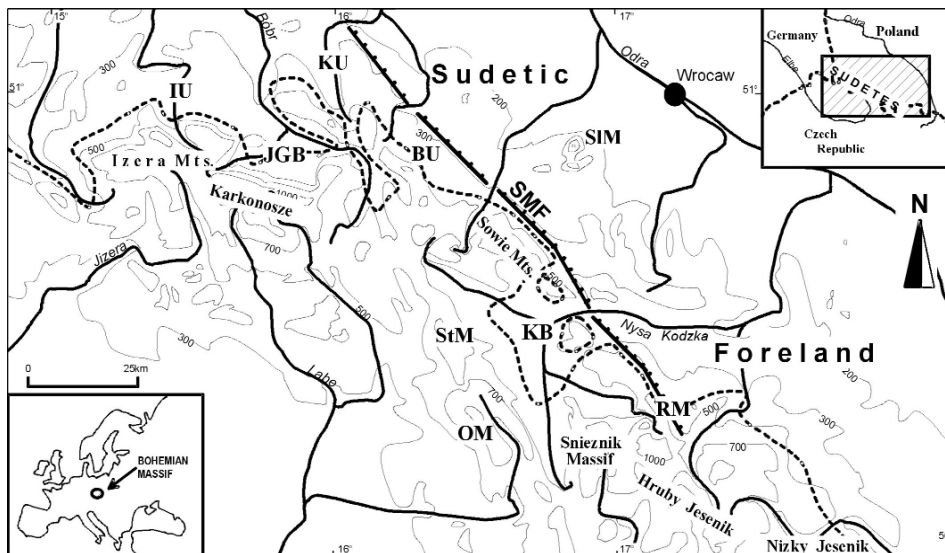 15°
16°
17°
Bóbr
KU
Sudetic
Odra
Wrocaw
51°
51°
Germany
Odra
Poland
Elbe
SUDETES
Czech
Republic
300
200
IU
500
Izera Mts.
JGB
300
BU
SIM
1000
Karkonosze
SMF
N
Jizera
700
Sowie Mts.
500
500
300
StM
KB
Nysa
Kodzka
Foreland
200
0
25km
Labe
700
OM
RM
500
300
700
Snieznik
Massif
1000
Hruby Jesenik
BOHEMIAN
MASSIF
16°
17°
Nizky Jesenik
5